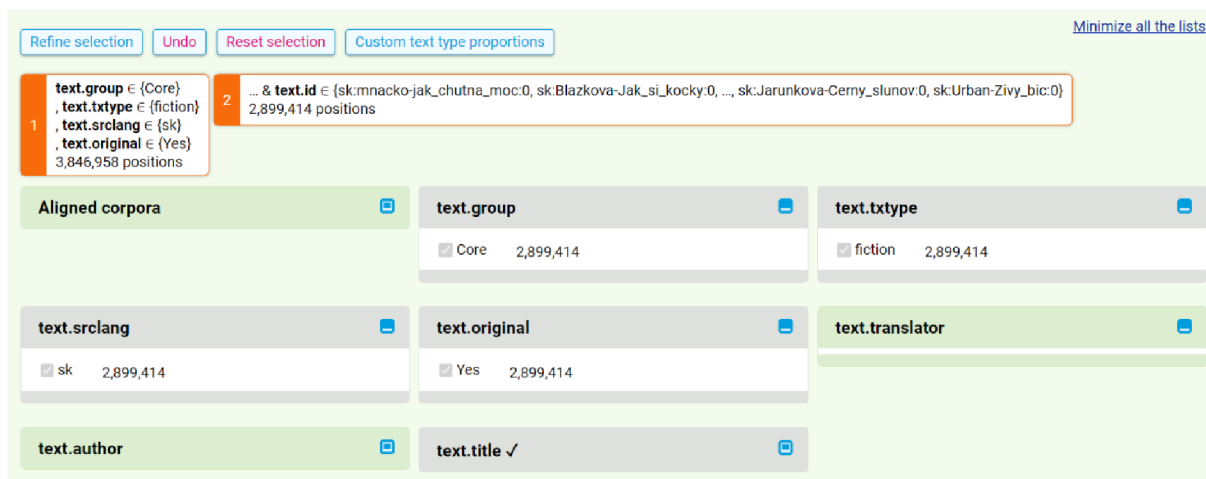 Minimize all the lists
Refine selection Undo Reset selection Custom text type proportions
1
text.group ∈ {Core}
, text.txtype ∈ {fiction}
, text.srclang ∈ {sk}
, text.original ∈ {Yes}
3,846,958 positions
2
... & text.id ∈ {sk:mnacko-jak_chutna_moc:0, sk:Blazkova-Jak_si_kocky:0, ..., sk:Jarunkova-Cerny_slunov:0, sk:Urban-Zivy_bic:0}
2,899,414 positions
Aligned corpora
text.group
Core 2,899,414
text.txtype
fiction 2,899,414
text.srclang
sk 2,899,414
text.original
Yes 2,899,414
text.translator
text.author
text.title ✓